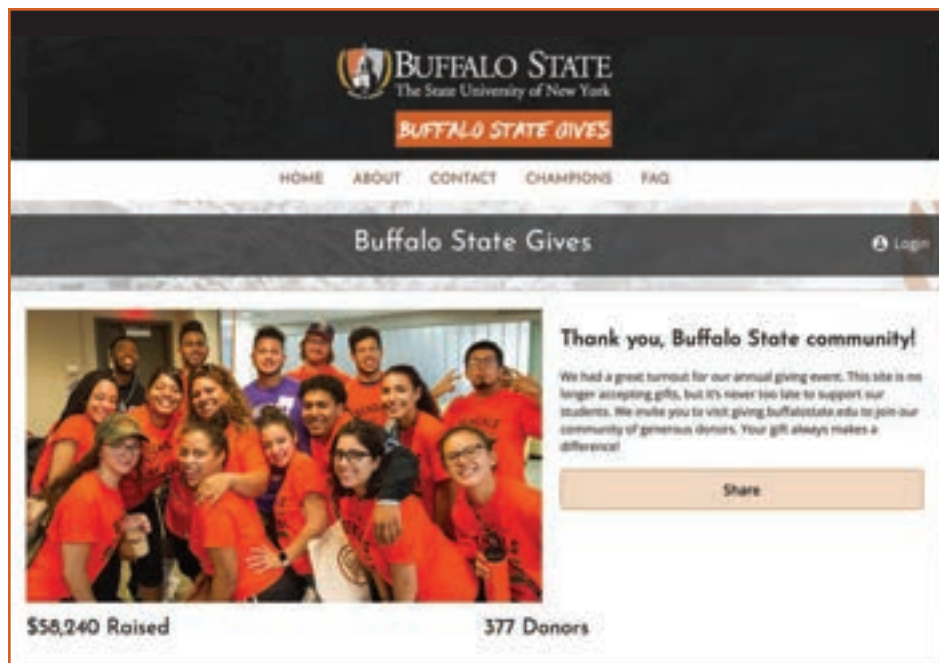 BUFFALO STATE
The State University of New York
BUFFALO STATE GIVES
HOME ABOUT CONTACT CHAMPIONS FAQ
Buffalo State Gives
Login
Thank you, Buffalo State community!
We had a great turnout for our annual giving event. This site is no
longer accepting gifts, but it's never too late to support our
students. We invite you to visit giving.buffalostate.edu to join our
community of generous donors. Your gift always makes a
difference!
Share
$58,240 Raised
377 Donors